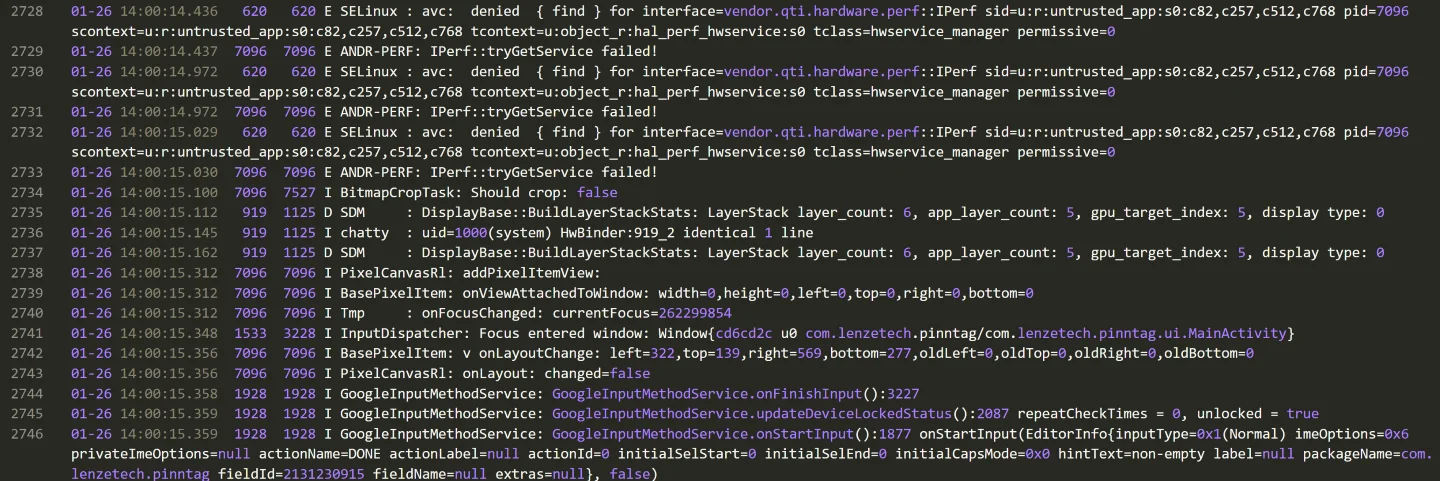 2728 01-26 14:00:14.436 620 620 E SELinux : avc: denied { find } for interface=vendor.qti.hardware.perf::IPerf sid=u:r:untrusted_app:s0:c82,c257,c512,c768 pid=7096
scontext=u:r:untrusted_app:s0:c82,c257,c512,c768 tcontext=u:object_r:hal_perf_hwservice:s0 tclass=hwservice_manager permissive=0
2729 01-26 14:00:14.437 7096 7096 E ANDR-PERF: IPerf::tryGetService failed!
2730 01-26 14:00:14.972 620 620 E SELinux : avc: denied { find } for interface=vendor.qti.hardware.perf::IPerf sid=u:r:untrusted_app:s0:c82,c257,c512,c768 pid=7096
scontext=u:r:untrusted_app:s0:c82,c257,c512,c768 tcontext=u:object_r:hal_perf_hwservice:s0 tclass=hwservice_manager permissive=0
2731 01-26 14:00:14.972 7096 7096 E ANDR-PERF: IPerf::tryGetService failed!
2732 01-26 14:00:15.029 620 620 E SELinux : avc: denied { find } for interface=vendor.qti.hardware.perf::IPerf sid=u:r:untrusted_app:s0:c82,c257,c512,c768 pid=7096
scontext=u:r:untrusted_app:s0:c82,c257,c512,c768 tcontext=u:object_r:hal_perf_hwservice:s0 tclass=hwservice_manager permissive=0
2733 01-26 14:00:15.030 7096 7096 E ANDR-PERF: IPerf::tryGetService failed!
2734 01-26 14:00:15.100 7096 7527 I BitmapCropTask: Should crop: false
2735 01-26 14:00:15.112 919 1125 D SDM : DisplayBase::BuildLayerStackStats: LayerStack layer_count: 6, app_layer_count: 5, gpu_target_index: 5, display type: 0
2736 01-26 14:00:15.145 919 1125 I chatty : uid=1000(system) HwBinder:919_2 identical 1 line
2737 01-26 14:00:15.162 919 1125 D SDM : DisplayBase::BuildLayerStackStats: LayerStack layer_count: 6, app_layer_count: 5, gpu_target_index: 5, display type: 0
2738 01-26 14:00:15.312 7096 7096 I PixelCanvasRl: addPixelItemView:
2739 01-26 14:00:15.312 7096 7096 I BasePixelItem: onViewAttachedToWindow: width=0,height=0,left=0,top=0,right=0,bottom=0
2740 01-26 14:00:15.312 7096 7096 I Tmp : onFocusChanged: currentFocus=262299854
2741 01-26 14:00:15.348 1533 3228 I InputDispatcher: Focus entered window: Window{cd6cd2c u0 com.lenzetech.pinntag/com.lenzetech.pinntag.ui.MainActivity}
2742 01-26 14:00:15.356 7096 7096 I BasePixelItem: v onLayoutChange: left=322,top=139,right=569,bottom=277,oldLeft=0,oldTop=0,oldRight=0,oldBottom=0
2743 01-26 14:00:15.356 7096 7096 I PixelCanvasRl: onLayout: changed=false
2744 01-26 14:00:15.358 1928 1928 I GoogleInputMethodService: GoogleInputMethodService.onFinishInput():3227
2745 01-26 14:00:15.359 1928 1928 I GoogleInputMethodService: GoogleInputMethodService.updateDeviceLockedStatus():2087 repeatCheckTimes = 0, unlocked = true
2746 01-26 14:00:15.359 1928 1928 I GoogleInputMethodService: GoogleInputMethodService.onStartInput():1877 onStartInput(EditorInfo{inputType=0x1(Normal) imeOptions=0x6
privateImeOptions=null actionName=DONE actionLabel=null actionId=0 initialSelStart=0 initialSelEnd=0 initialCapsMode=0x0 hintText=non-empty label=null packageName=com.
lenzetech.pinntag fieldId=2131230915 fieldName=null extras=null}, false)